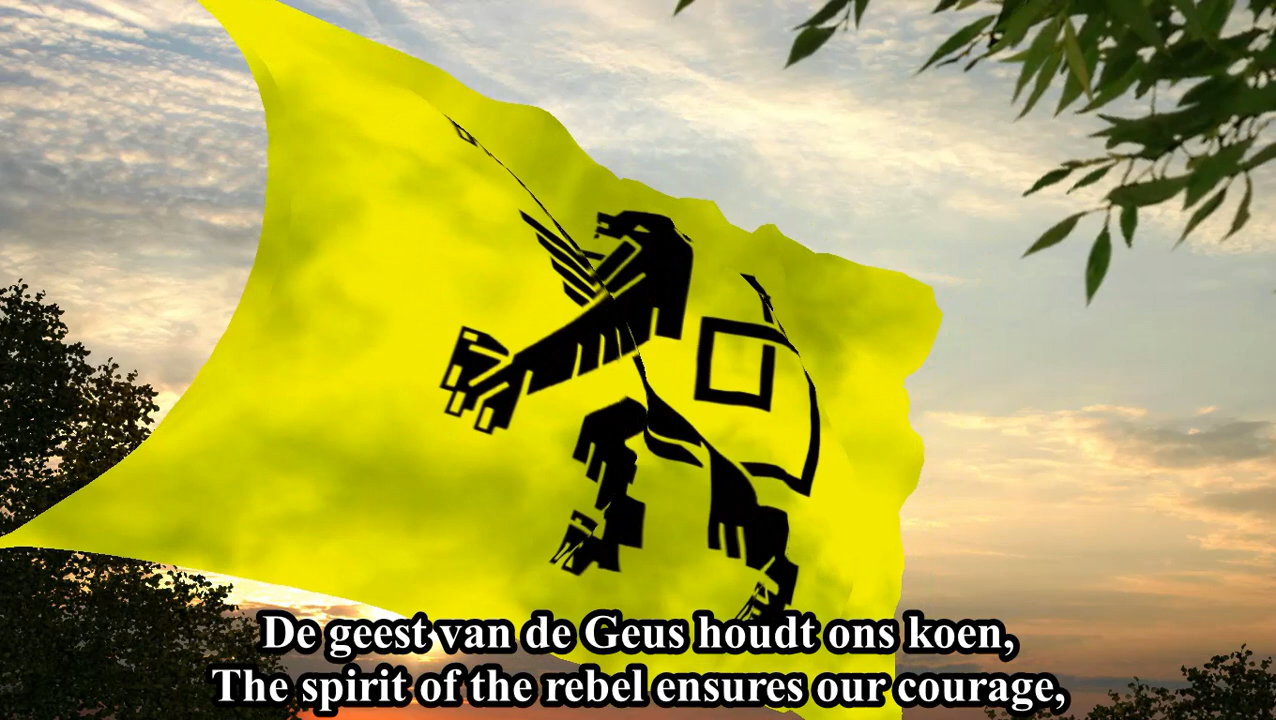 De geest van de Geus houdt ons koen,
The spirit of the rebel ensures our courage,